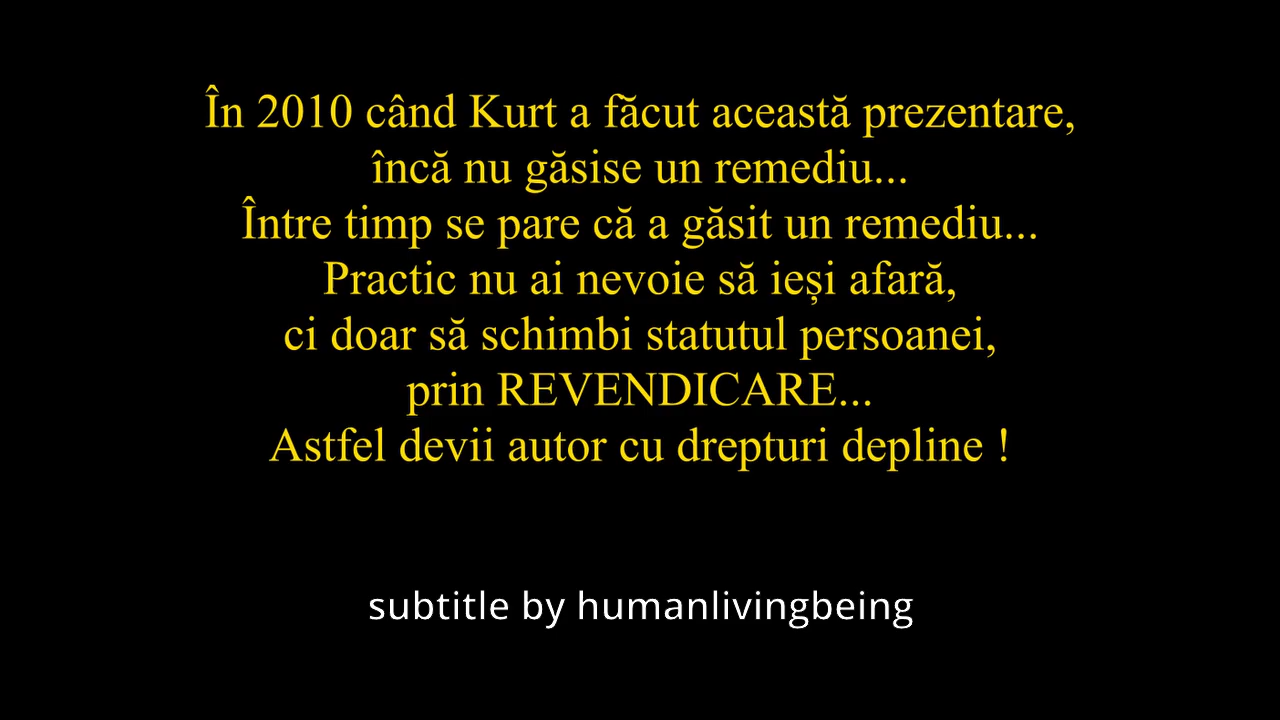 În 2010 când Kurt a făcut această prezentare,
încă nu găsise un remediu...
Între timp se pare că a găsit un remediu...
Practic nu ai nevoie să ieși afară,
ci doar să schimbi statutul persoanei,
prin REVENDICARE...
Astfel devii autor cu drepturi depline !
subtitle by humanlivingbeing